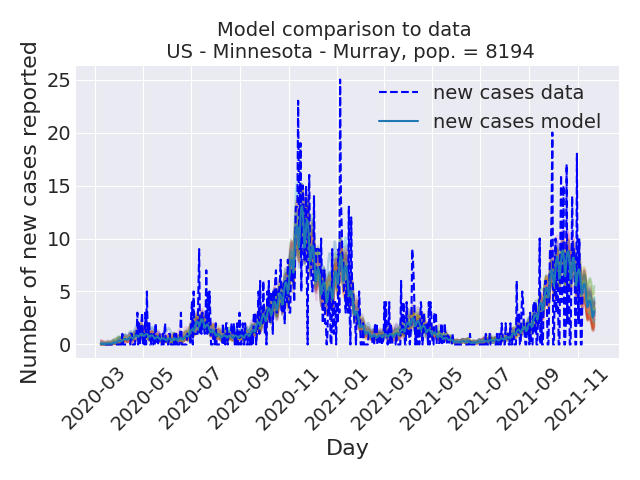 Model comparison to data
US - Minnesota - Murray, pop. = 8194
Number of new cases reported
25
20
15
10
5
0
new cases data
new cases model
2020-03
2020-05
2020-07
2020-09
2020-11
2021-01
2021-03
2021-05
2021-07
2021-09
2021-11
Day